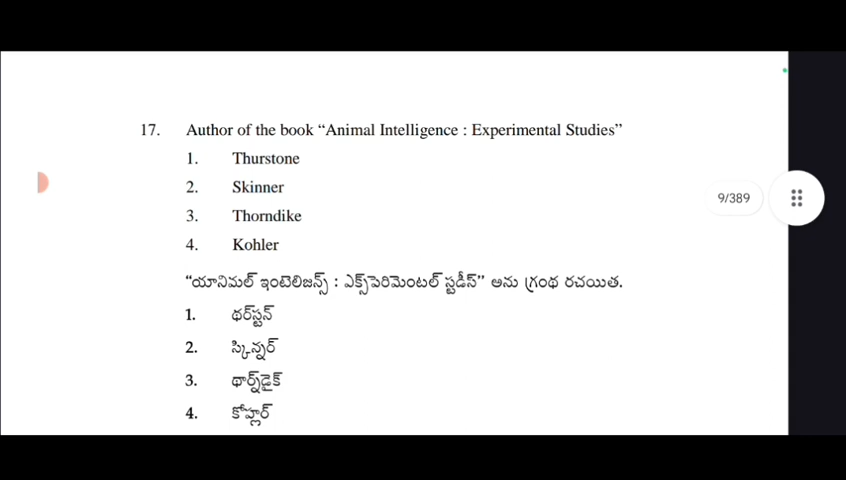 17. Author of the book “Animal Intelligence : Experimental Studies”
1. Thurstone
2. Skinner
3. Thorndike
4. Kohler
“యానిమల్ ఇంటెలిజన్స్ : ఎక్స్‌పెరిమెంటల్ స్టడీస్” అను గ్రంథ రచయిత.
1. థర్‌స్టన్
2. స్కిన్నర్
3. థార్న్‌డైక్
4. కోహ్లర్
9/389